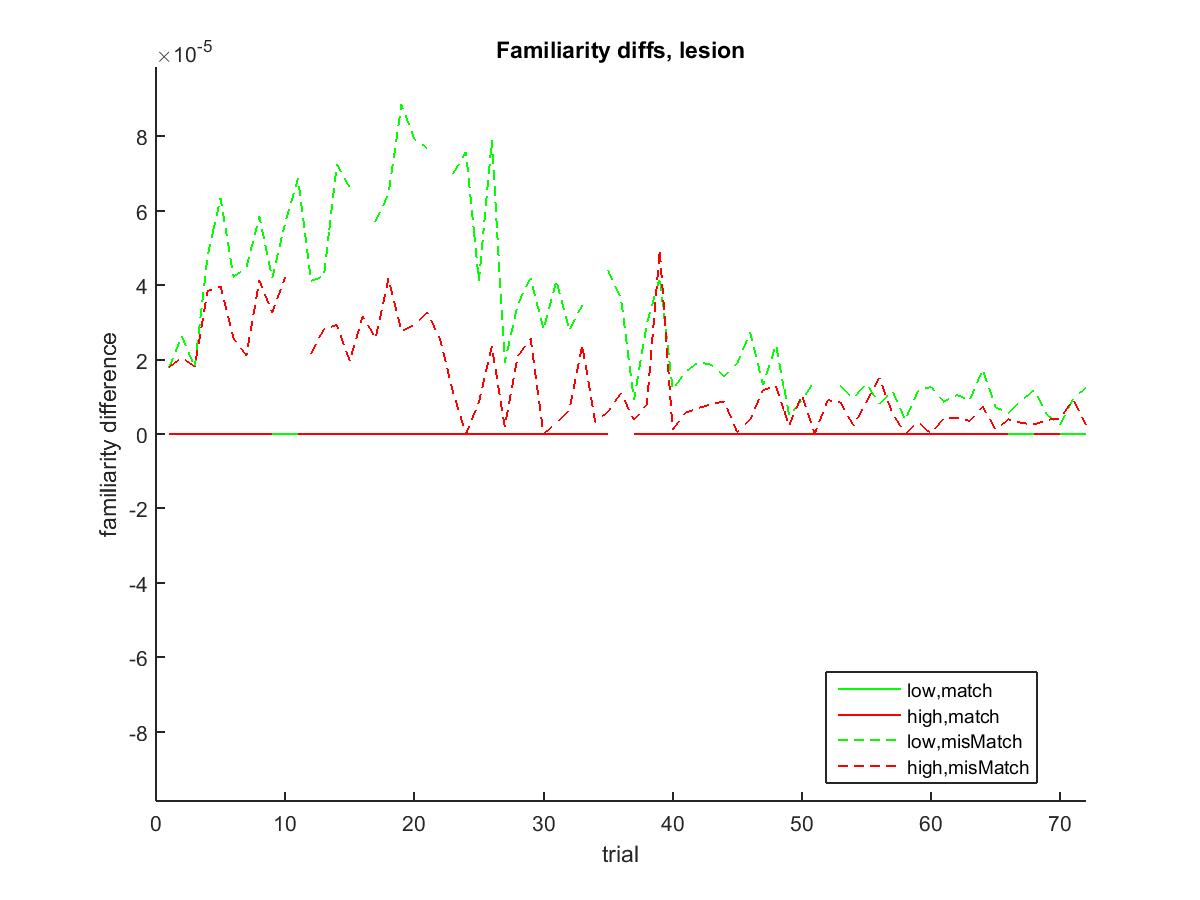 Familiarity diffs, lesion
×10-5
8
6
4
2
0
-2
-4
-6
-8
familiarity difference
0 10 20 30 40 50 60 70
trial
low,match
high,match
low,misMatch
high,misMatch